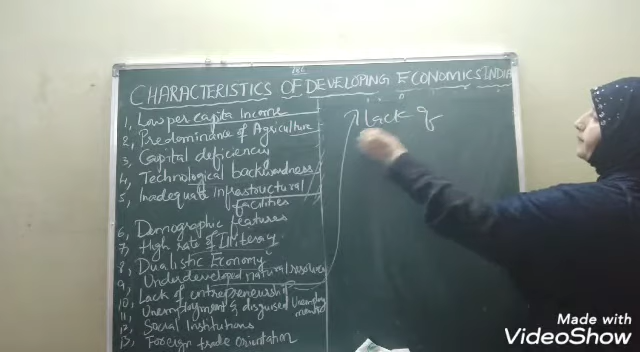 CHARACTERISTICS OF DEVELOPING ECONOMICS INDIA
1, Low per capita Income
2, Predominance of Agriculture
3, Capital deficiency
4, Technological backwardness
5, Inadequate infrastructural
facilities
6, Demographic features
7, High rate of Illiteracy
8, Dualistic Economy
9, Underdeveloped natural resources
10, Lack of entrepreneurship
11, Unemployment & disguised Unemployment
12, Social Institutions
13, Foreign trade orientation
Lack of
Made with
VideoShow